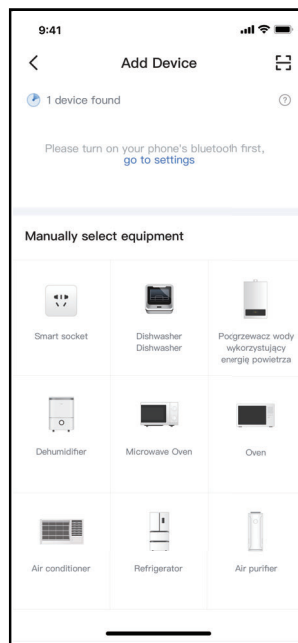 9:41
Add Device
1 device found
Please turn on your phone's bluetooth first,
go to settings
Manually select equipment
Smart socket
Dishwasher
Dishwasher
Pogrzewacz wody
wykorzystujący
energię powietrza
Dehumidifier
Microwave Oven
Oven
Air conditioner
Refrigerator
Air purifier